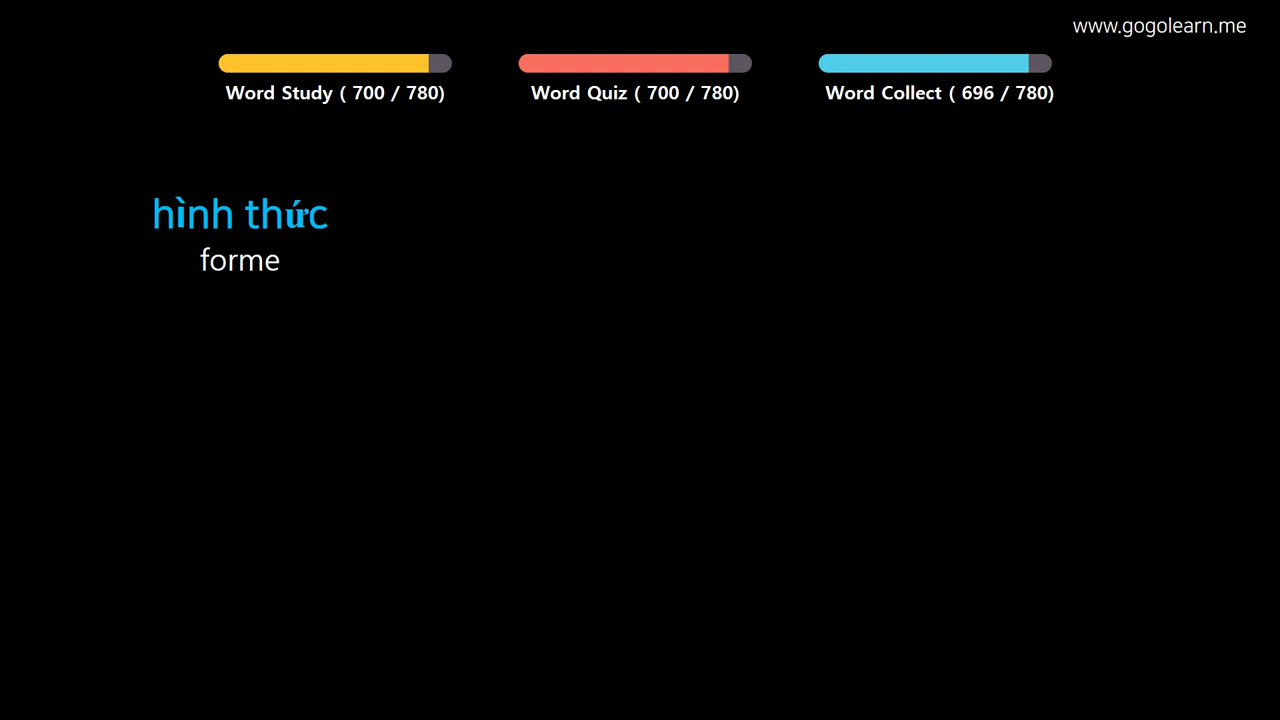 www.gogolearn.me
Word Study ( 700 / 780)
Word Quiz ( 700 / 780)
Word Collect ( 696 / 780)
hình thức
forme